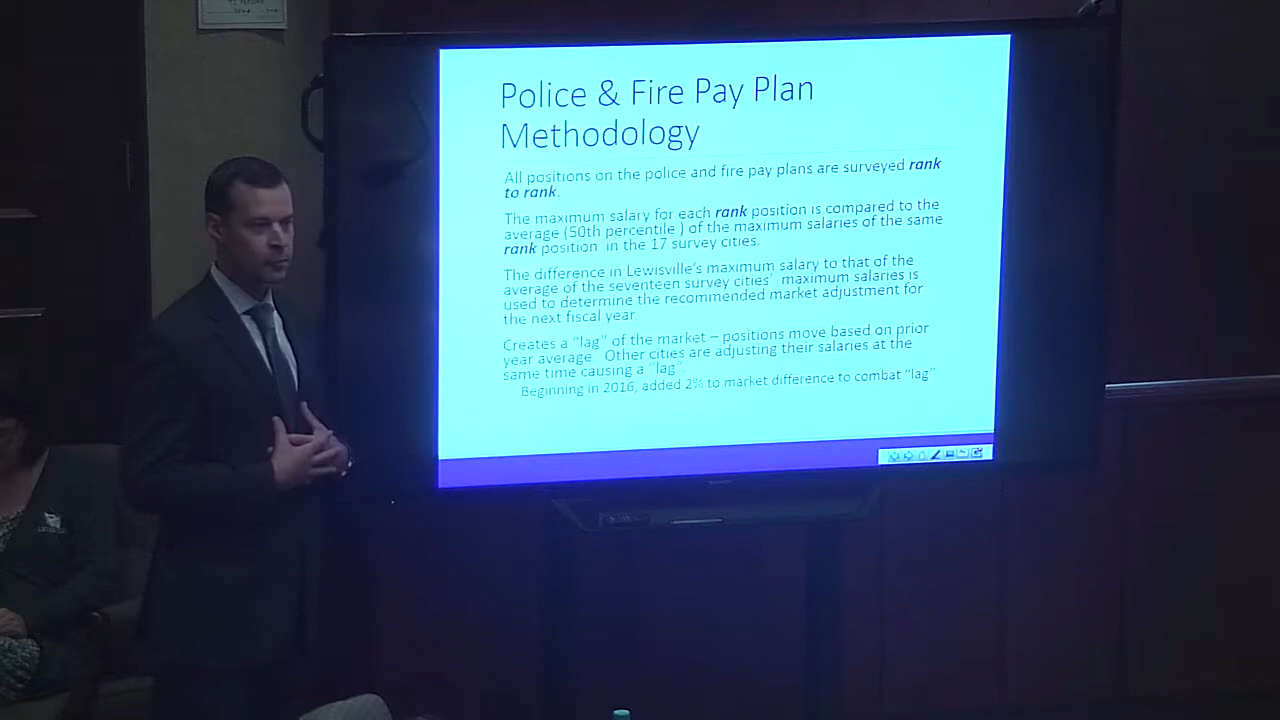 Police & Fire Pay Plan
Methodology
All positions on the police and fire pay plans are surveyed rank
to rank.
The maximum salary for each rank position is compared to the
average (50th percentile ) of the maximum salaries of the same
rank position in the 17 survey cities.
The difference in Lewisville's maximum salary to that of the
average of the seventeen survey cities' maximum salaries is
used to determine the recommended market adjustment for
the next fiscal year.
Creates a "lag" of the market – positions move based on prior
year average. Other cities are adjusting their salaries at the
same time causing a "lag".
Beginning in 2016, added 2% to market difference to combat "lag"